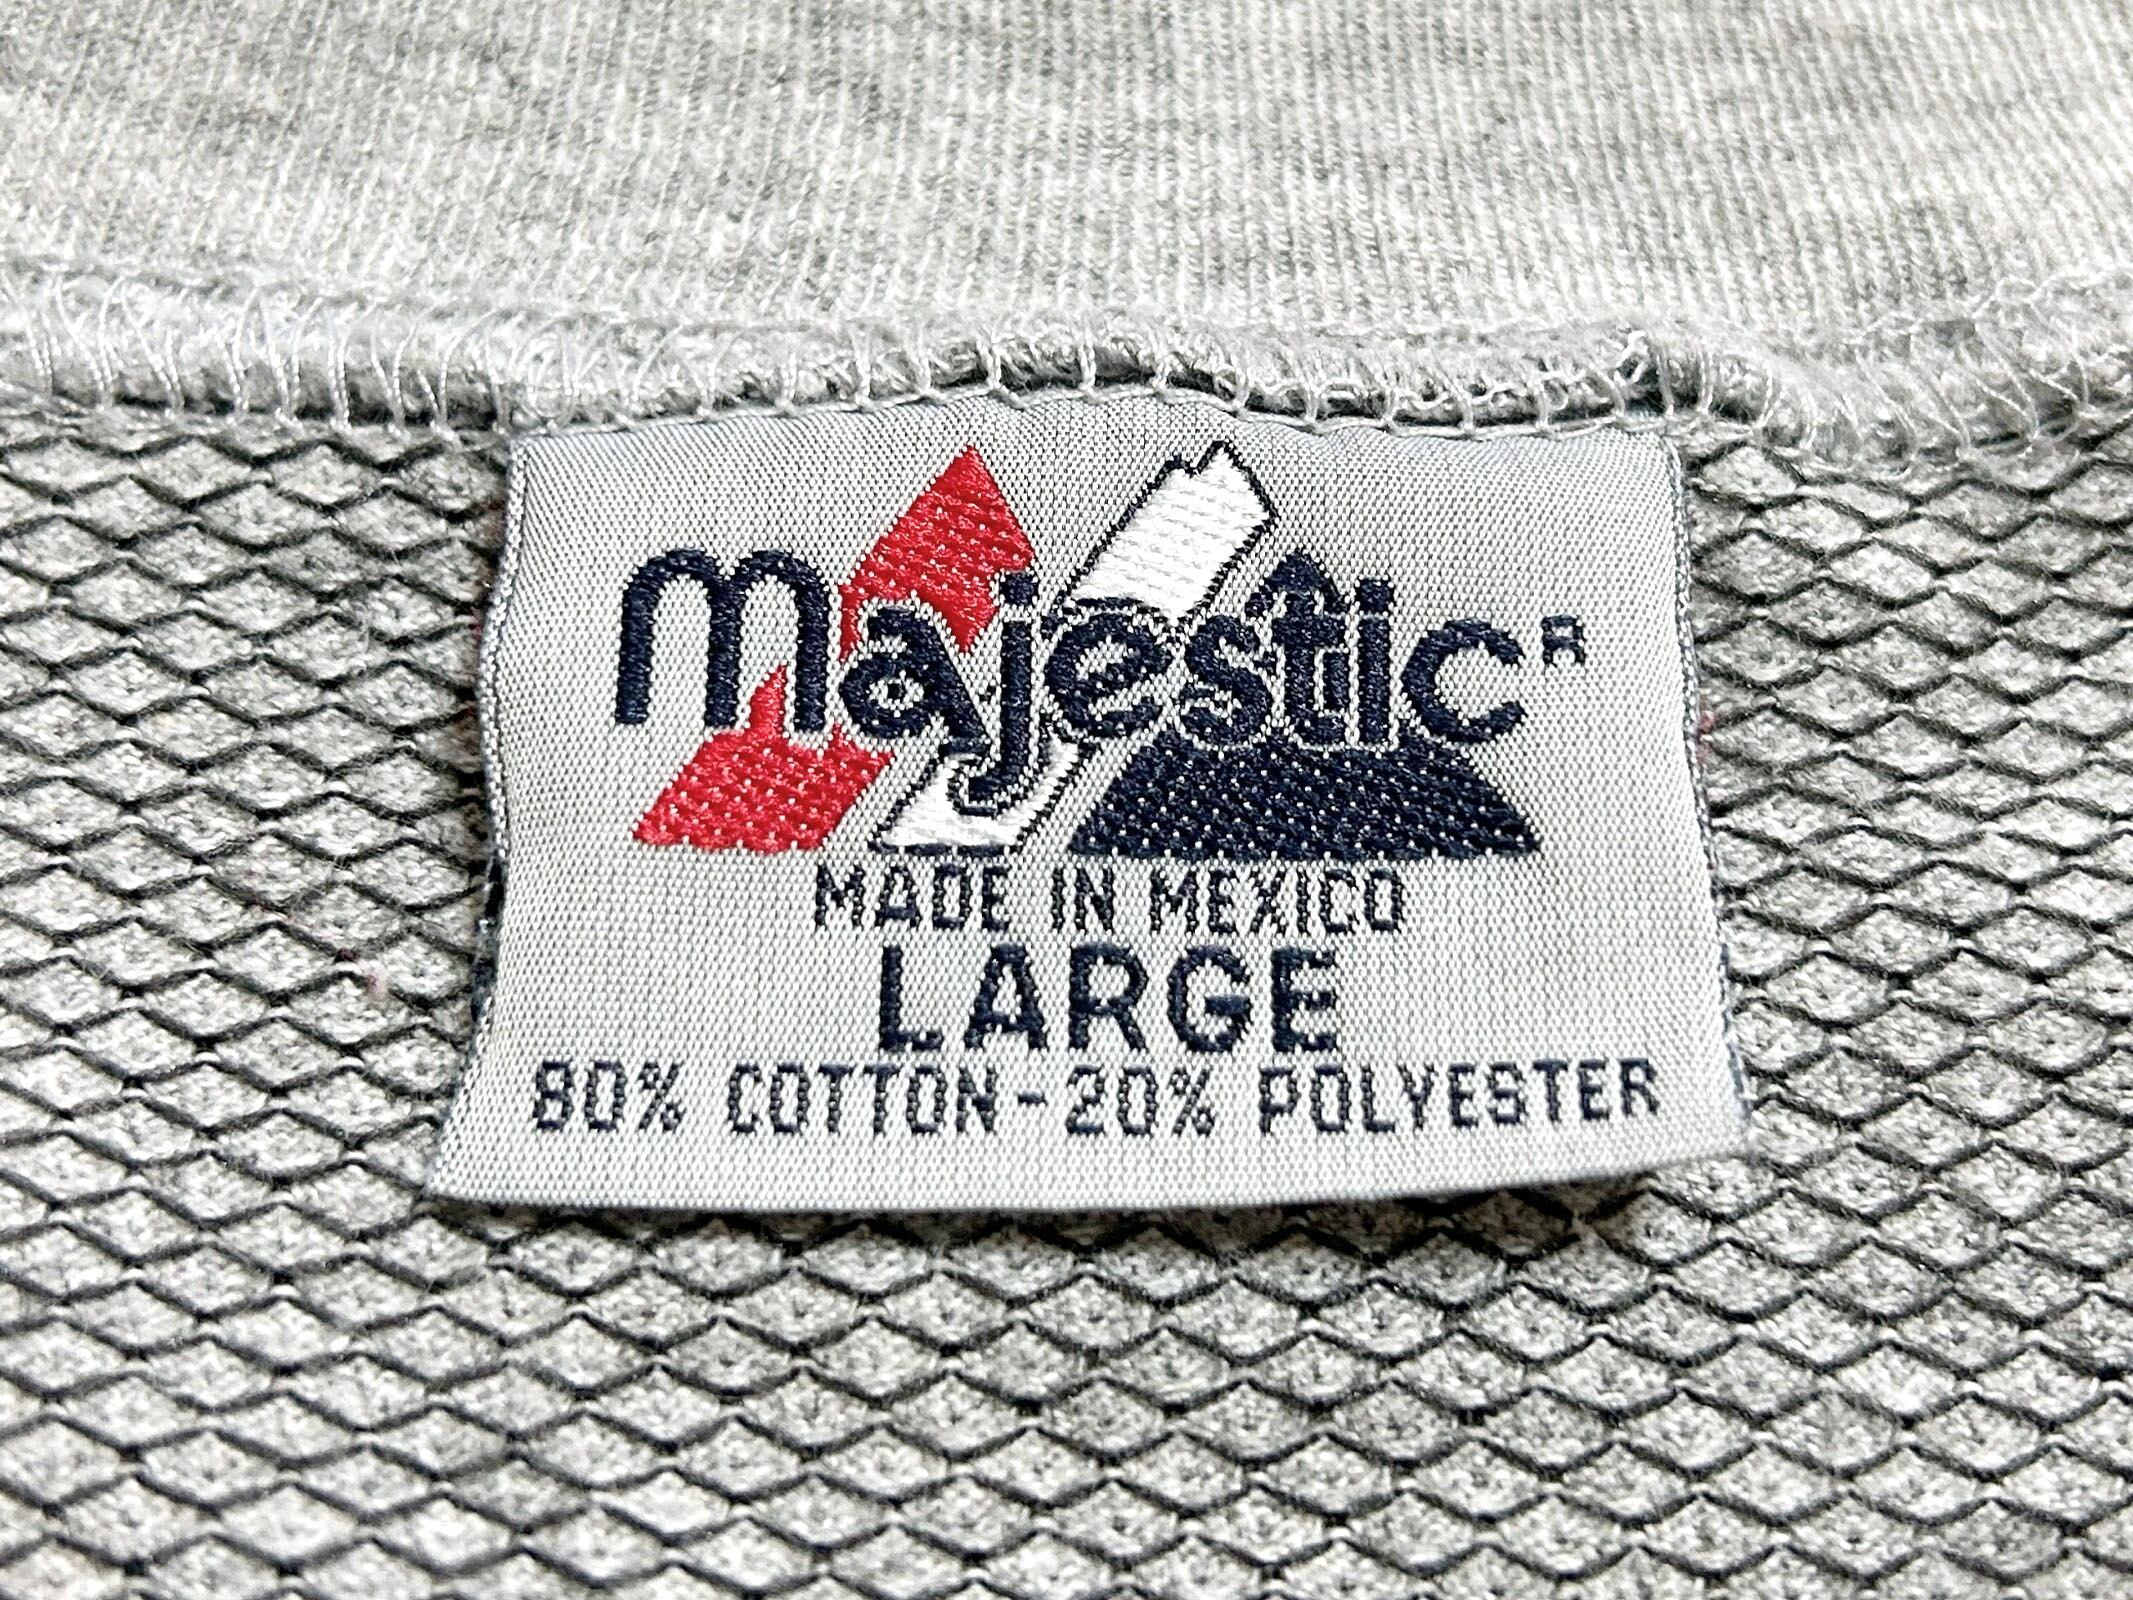 majestic®
MADE IN MEXICO
LARGE
80% COTTON-20% POLYESTER